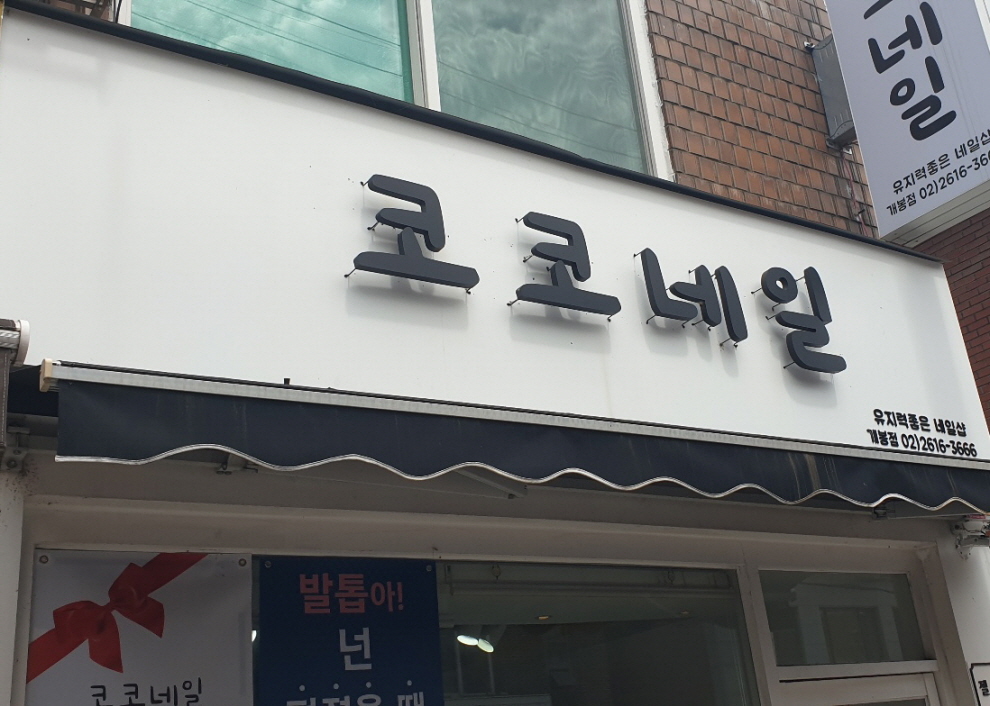 네일
유지력좋은 네일샵
개봉점 02)2616-366
코코네일
유지력좋은 네일샵
개봉점 02)2616-3666
발톱아!
넌
코코네일